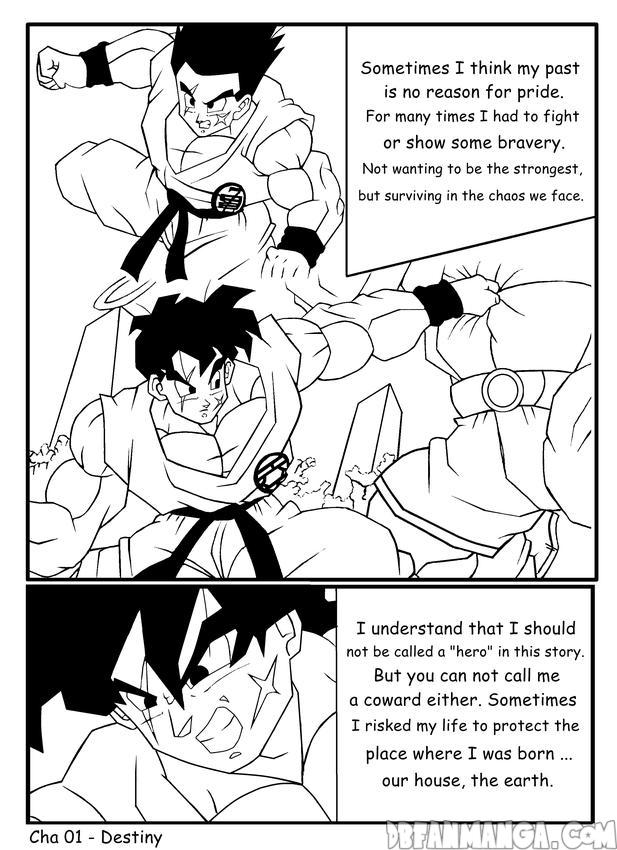 Sometimes I think my past
is no reason for pride.
For many times I had to fight
or show some bravery.
Not wanting to be the strongest,
but surviving in the chaos we face.
I understand that I should
not be called a "hero" in this story.
But you can not call me
a coward either. Sometimes
I risked my life to protect the
place where I was born ...
our house, the earth.
Cha 01 - Destiny
DBFANMANGA.COM